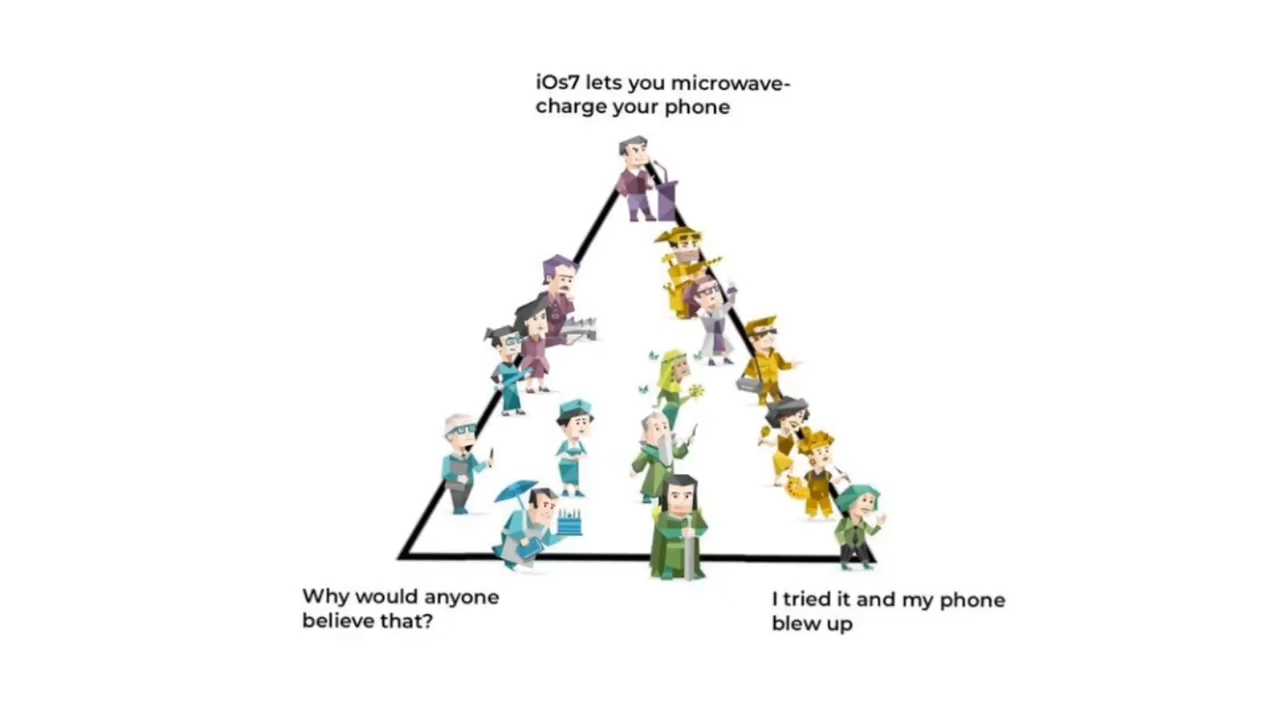 iOs7 lets you microwave-
charge your phone
Why would anyone
believe that?
I tried it and my phone
blew up